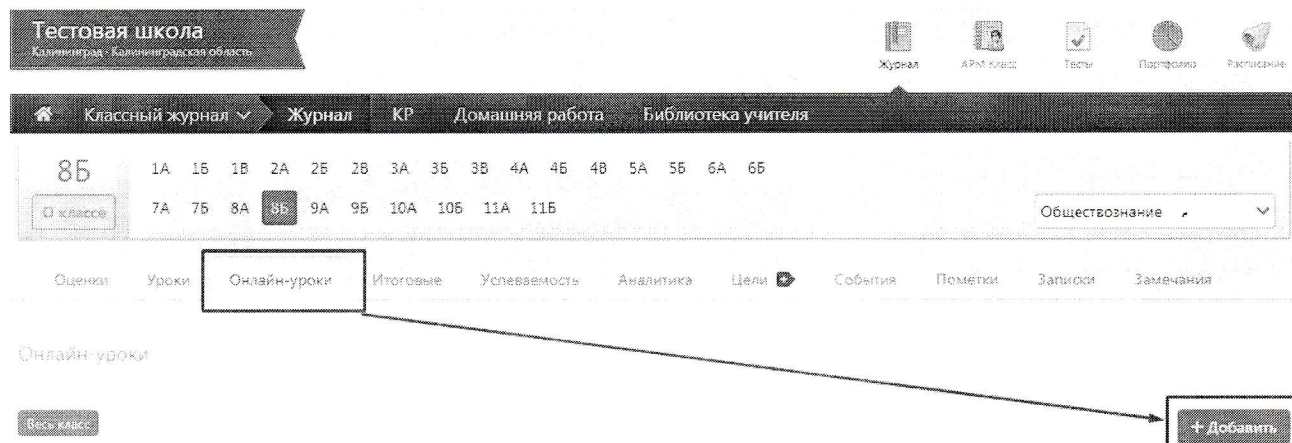 Тестовая школа
Калининград - Калининградская область
Журнал АРМ Класс Тесты Портфолио Расписание
Классный журнал Журнал КР Домашняя работа Библиотека учителя
8Б 1А 1Б 1В 2А 2Б 2В 3А 3Б 3В 4А 4Б 4В 5А 5Б 6А 6Б
О классе 7А 7Б 8А 8Б 9А 9Б 10А 10Б 11А 11Б Обществознание
Оценки Уроки Онлайн-уроки Итоговые Успеваемость Аналитика Цели События Пометки Записки Замечания
Онлайн-уроки
Весь класс + Добавить